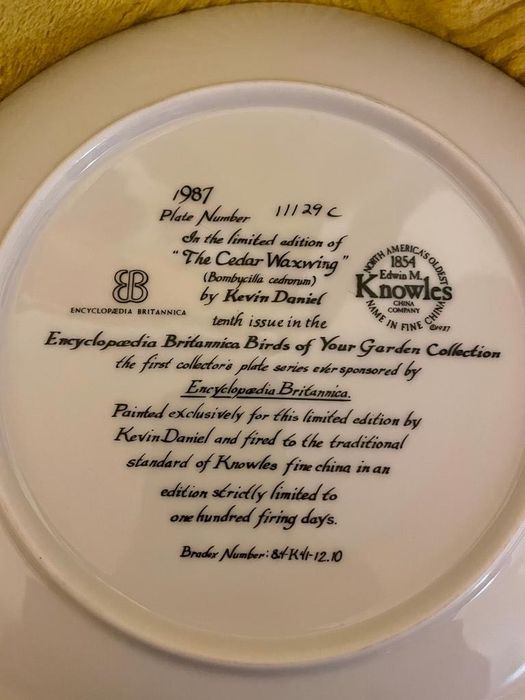 1987
Plate Number 11129 C
In the limited edition of
"The Cedar Waxwing"
(Bombycilla cedrorum)
by Kevin Daniel
tenth issue in the
Encyclopædia Britannica Birds of Your Garden Collection
the first collector's plate series ever sponsored by
Encyclopædia Britannica.
Painted exclusively for this limited edition by
Kevin Daniel and fired to the traditional
standard of Knowles fine china in an
edition strictly limited to
one hundred firing days.
Bradex Number: 84-K41-12.10
ENCYCLOPÆDIA BRITANNICA
NORTH AMERICA'S OLDEST
1854
Edwin M.
Knowles
CHINA
COMPANY
NAME IN FINE CHINA
©1987